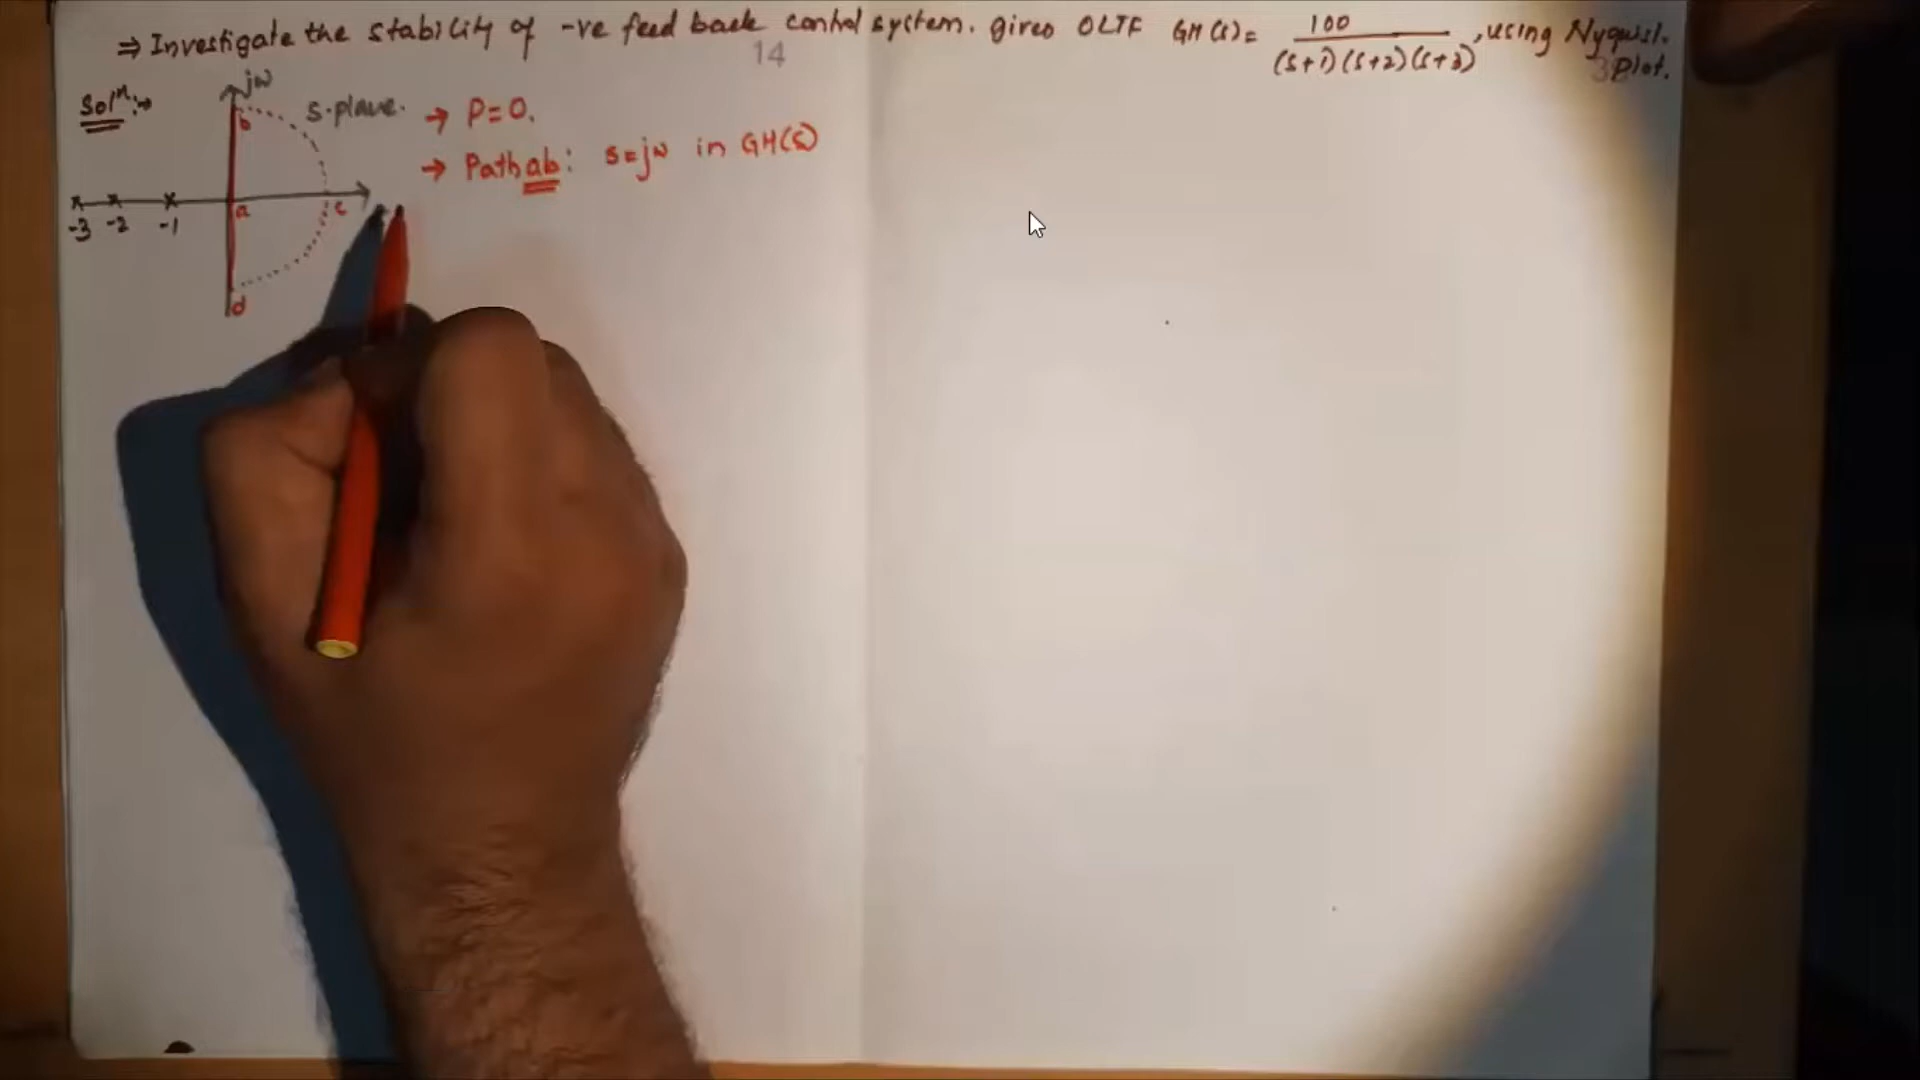 ⇒ Investigate the stability of -ve feed back control system. given OLTF GH(s)= 100 / (s+1)(s+2)(s+3) , using Nyquist Plot.
14
Solⁿ:→
jω
s-plane.
b
a
c
d
-3 -2 -1
→ P=0.
→ Path ab: s=jω in GH(s)